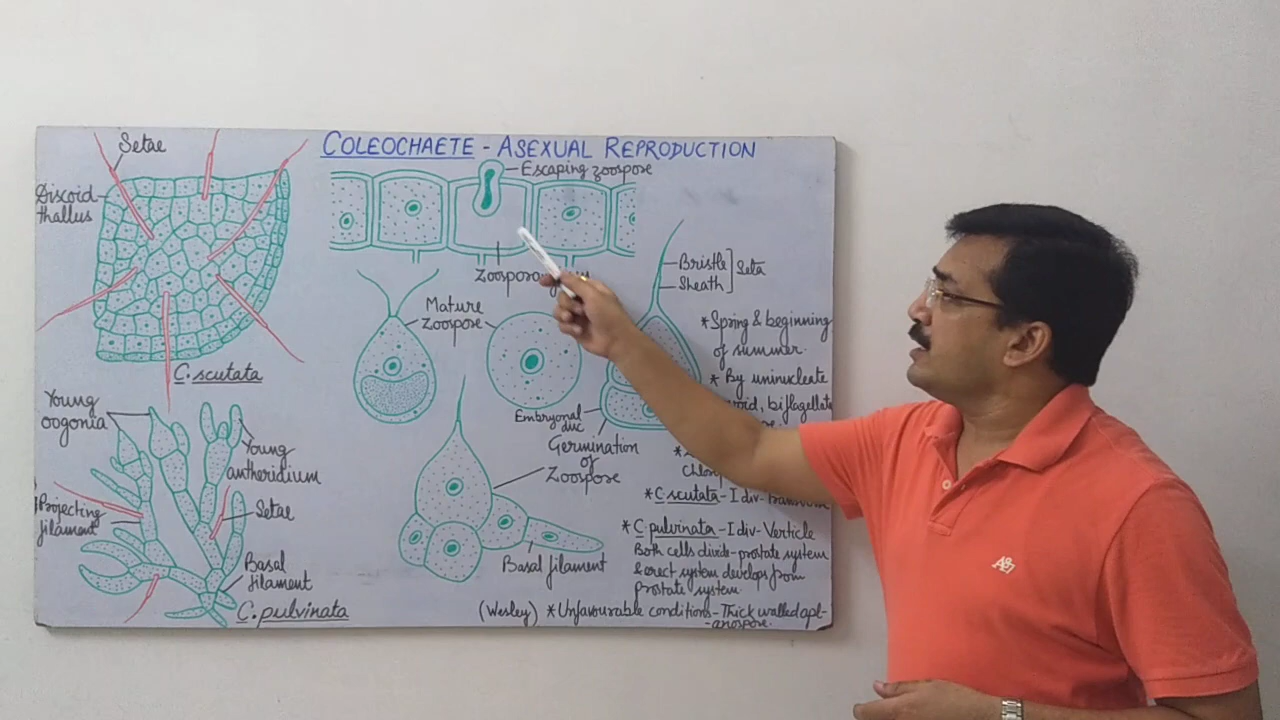 COLEOCHAETE - ASEXUAL REPRODUCTION
Setae
Discoid
thallus
C. scutata
Escaping zoospore
Mature
Zoospore
Bristle
Sheath
Seta
Embryonal
disc
Germination
of
Zoospore
Basal filament
Young
oogonia
Young
antheridium
Projecting
filament
Setae
Basal
filament
C. pulvinata
* Spring & beginning
of summer.
* By uninucleate
biflagellate
* C scutata - I div -
* C pulvinata - I div - Verticle
Both cells divide - prostate system
& erect system develops from
prostate system.
(Wesley) * Unfavourable conditions - Thick walled apl-
-anospore.